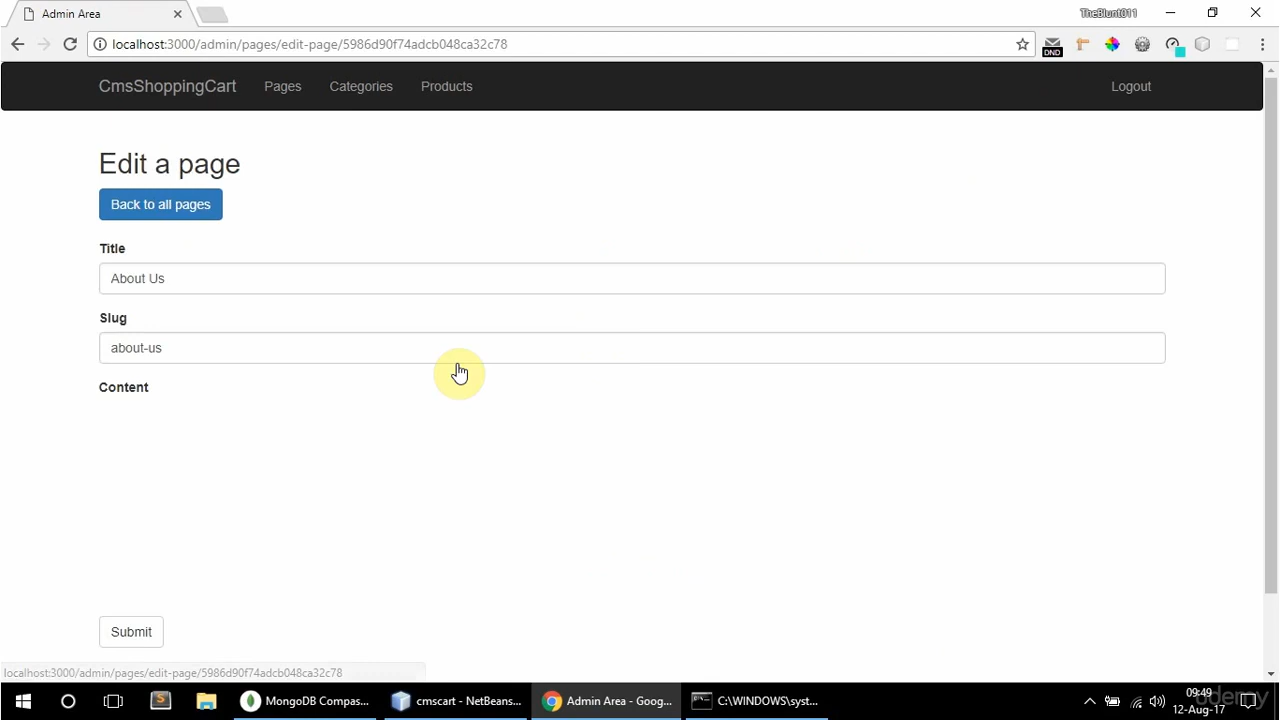 Admin Area
TheBlunt011
localhost:3000/admin/pages/edit-page/5986d90f74adcb048ca32c78
DND
CmsShoppingCart Pages Categories Products Logout
Edit a page
Back to all pages
Title
About Us
Slug
about-us
Content
Submit
localhost:3000/admin/pages/edit-page/5986d90f74adcb048ca32c78
MongoDB Compas... cmscart - NetBeans... Admin Area - Goog... C:\WINDOWS\syst...
09:49
12-Aug-17
udemy